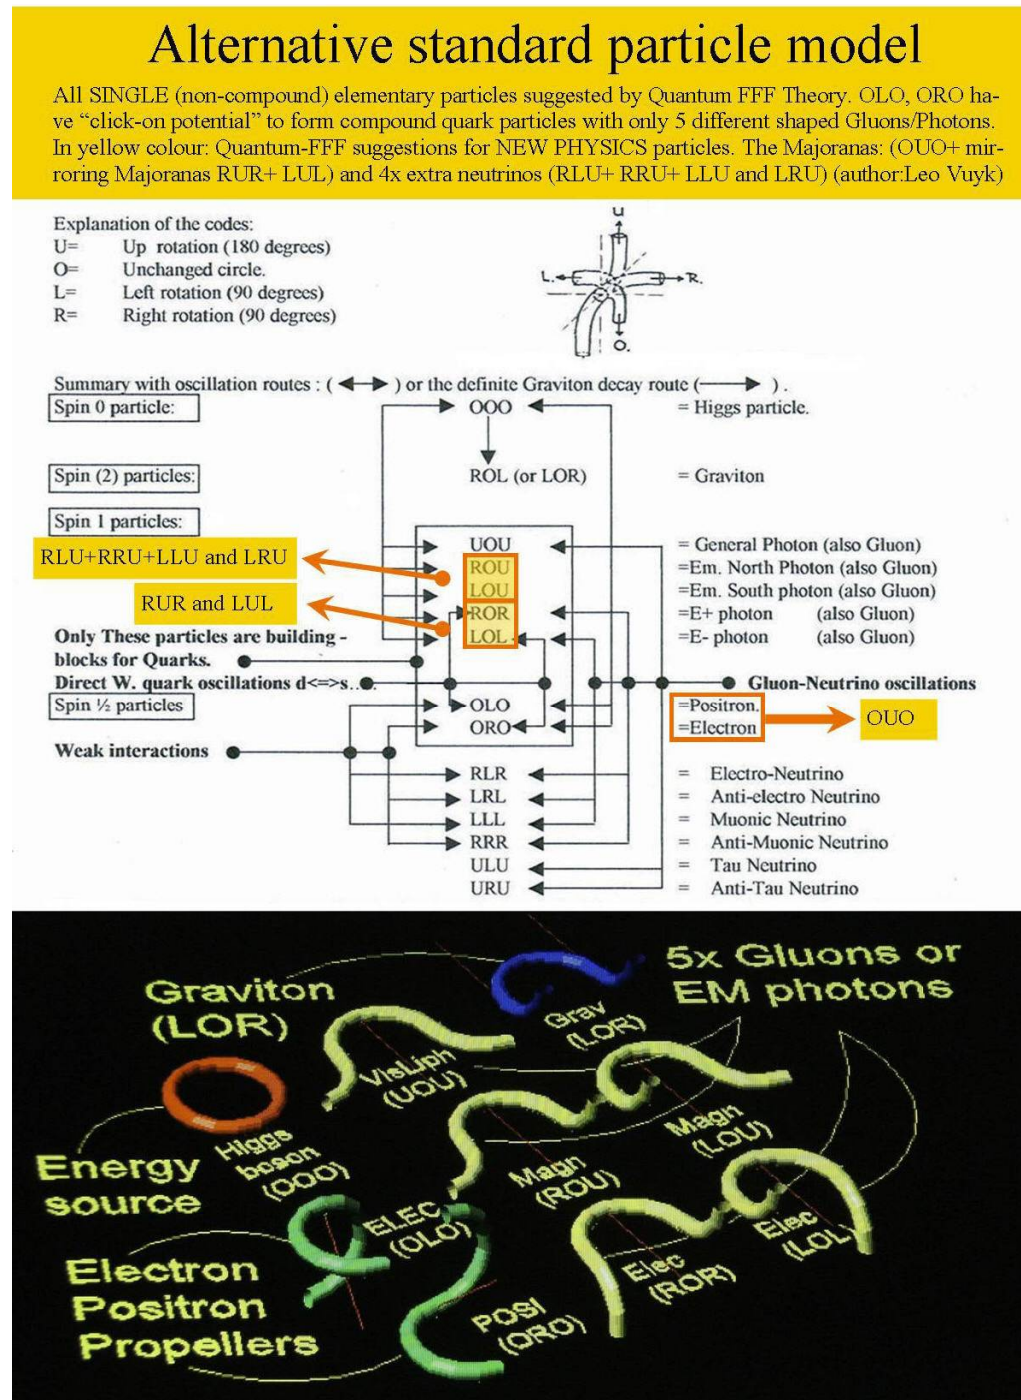 Alternative standard particle model
All SINGLE (non-compound) elementary particles suggested by Quantum FFF Theory. OLO, ORO ha-
ve “click-on potential” to form compound quark particles with only 5 different shaped Gluons/Photons.
In yellow colour: Quantum-FFF suggestions for NEW PHYSICS particles. The Majoranas: (OUO+ mir-
roring Majoranas RUR+ LUL) and 4x extra neutrinos (RLU+ RRU+ LLU and LRU) (author:Leo Vuyk)
Explanation of the codes:
U= Up rotation (180 degrees)
O= Unchanged circle.
L= Left rotation (90 degrees)
R= Right rotation (90 degrees)
U
L.
R.
O.
Summary with oscillation routes : ( ◄─► ) or the definite Graviton decay route (──► ) .
Spin 0 particle: OOO = Higgs particle.
Spin (2) particles: ROL (or LOR) = Graviton
Spin 1 particles:
UOU = General Photon (also Gluon)
RLU+RRU+LLU and LRU ROU =Em. North Photon (also Gluon)
LOU =Em. South photon (also Gluon)
RUR and LUL ROR =E+ photon (also Gluon)
Only These particles are building - LOL =E- photon (also Gluon)
blocks for Quarks.
Direct W. quark oscillations d<=>s... Gluon-Neutrino oscillations
Spin ½ particles OLO =Positron.
ORO =Electron OUO
Weak interactions
RLR = Electro-Neutrino
LRL = Anti-electro Neutrino
LLL = Muonic Neutrino
RRR = Anti-Muonic Neutrino
ULU = Tau Neutrino
URU = Anti-Tau Neutrino
5x Gluons or
EM photons
Graviton
(LOR)
Grav
(LOR)
VisLiph
(UOU)
Magn
(LOU)
Higgs
boson
(OOO)
Magn
(ROU)
Energy
source
ELEC
(OLO)
Elec
(LOL)
Elec
(ROR)
Electron
Positron
Propellers
POSI
(ORO)